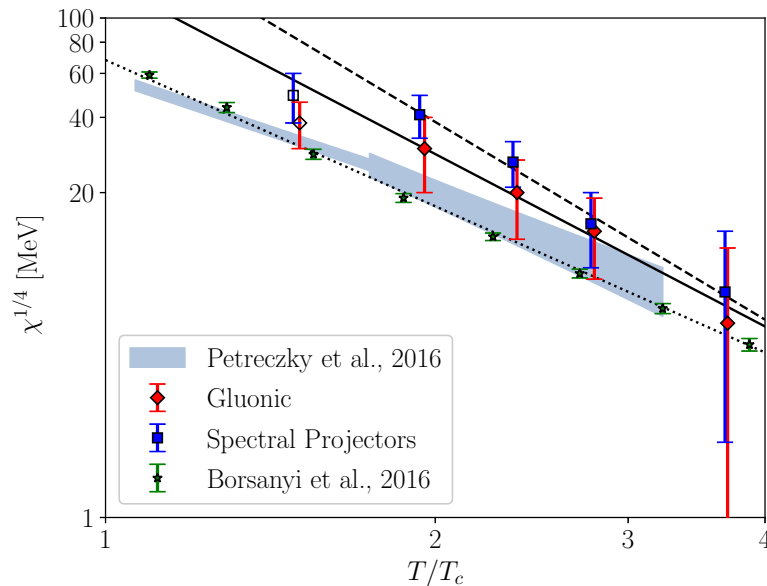 100
80
60
40
20
1
χ^{1/4} [MeV]
Petreczky et al., 2016
Gluonic
Spectral Projectors
Borsanyi et al., 2016
1
2
3
4
T/T_c